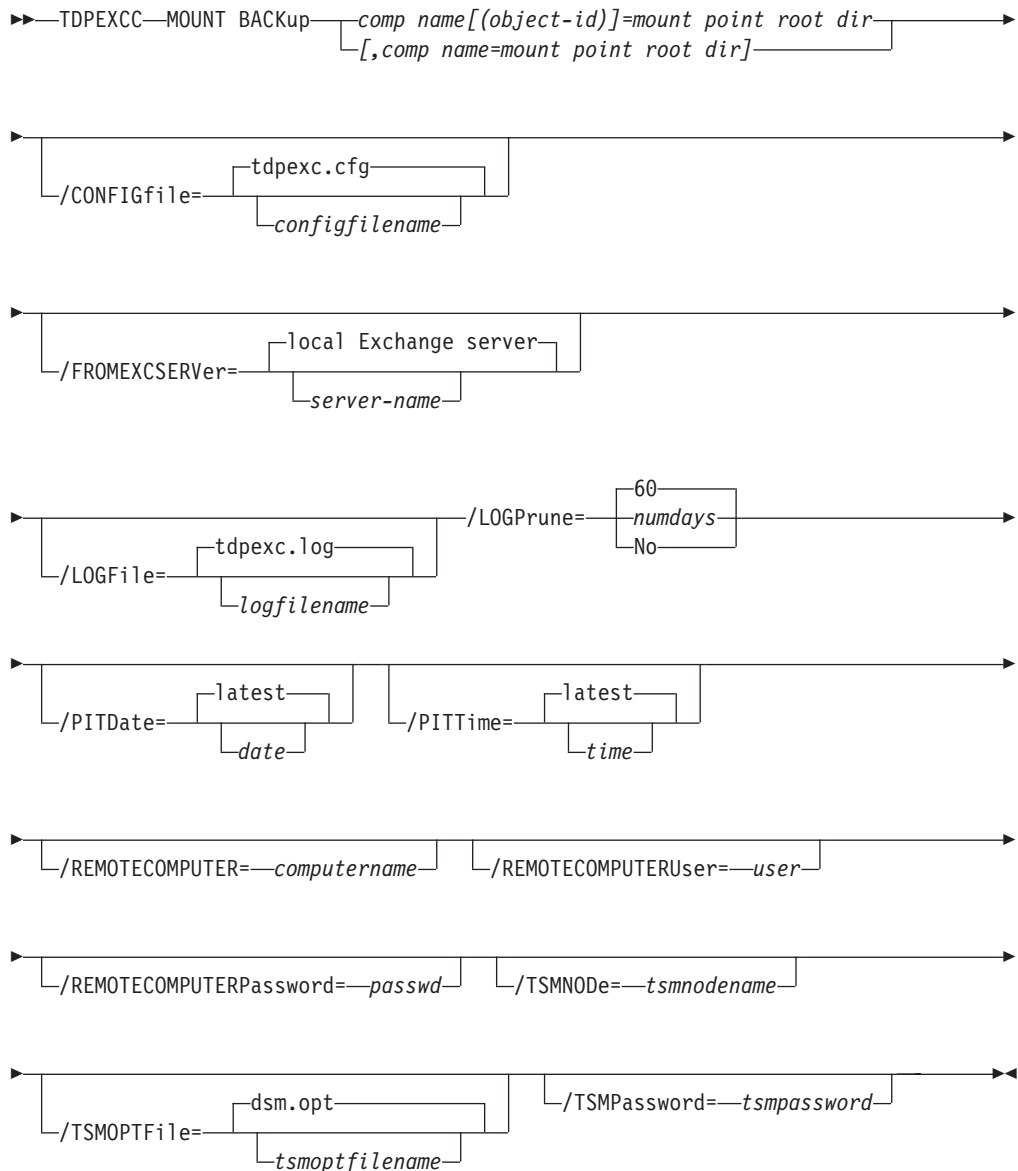 TDPEXCC MOUNT BACKup comp name[(object-id)]=mount point root dir
[,comp name=mount point root dir]
tdpexc.cfg
/CONFIGfile=
configfilename
local Exchange server
/FROMEXCSERVer=
server-name
60
/LOGPrune= numdays
tdpexc.log No
/LOGFile=
logfilename
latest latest
/PITDate= /PITTime=
date time
/REMOTECOMPUTER= computername /REMOTECOMPUTERUser= user
/REMOTECOMPUTERPassword= passwd /TSMNODe= tsmnodename
dsm.opt /TSMPassword= tsmpassword
/TSMOPTFile=
tsmoptfilename